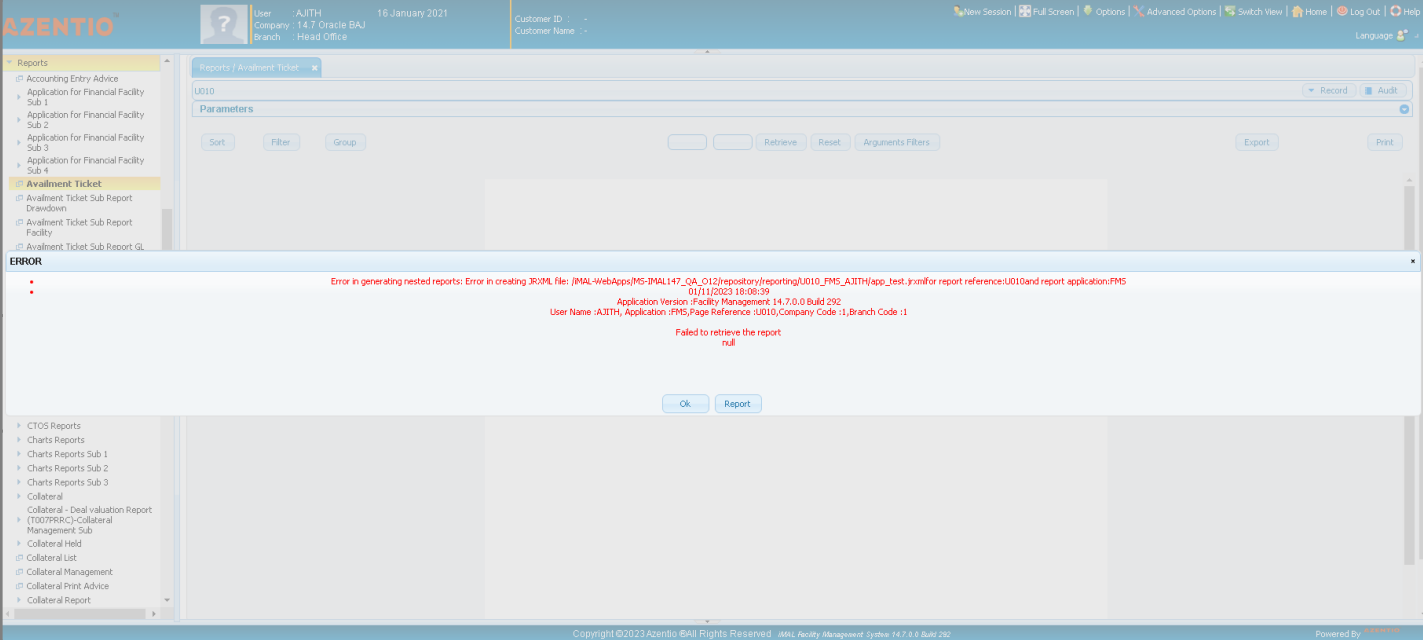 AZENTIO
User : AJITH 16 January 2021
Company : 14.7 Oracle BAJ
Branch : Head Office
Customer ID : -
Customer Name : -
New Session | Full Screen | Options | Advanced Options | Switch View | Home | Log Out | Help
Language
Reports
Accounting Entry Advice
Application for Financial Facility
Sub 1
Application for Financial Facility
Sub 2
Application for Financial Facility
Sub 3
Application for Financial Facility
Sub 4
Availment Ticket
Availment Ticket Sub Report
Drawdown
Availment Ticket Sub Report
Facility
Availment Ticket Sub Report GL
Reports / Availment Ticket x
U010
Record Audit
Parameters
Sort Filter Group Retrieve Reset Arguments Filters Export Print
ERROR
Error in generating nested reports: Error in creating JRXML file: /iMAL-WebApps/MS-IMAL147_QA_O12/repository/reporting/U010_FMS_AJITH/app_test.jrxmlfor report reference:U010and report application:FMS
01/11/2023 18:08:39
Application Version :Facility Management 14.7.0.0 Build 292
User Name :AJITH, Application :FMS,Page Reference :U010,Company Code :1,Branch Code :1
Failed to retrieve the report
null
Ok Report
CTOS Reports
Charts Reports
Charts Reports Sub 1
Charts Reports Sub 2
Charts Reports Sub 3
Collateral
Collateral - Deal valuation Report
(T007PRRC)-Collateral
Management Sub
Collateral Held
Collateral List
Collateral Management
Collateral Print Advice
Collateral Report
Copyright ©2023 Azentio ®All Rights Reserved iMAL Facility Management System 14.7.0.0 Build 292
Powered By AZENTIO